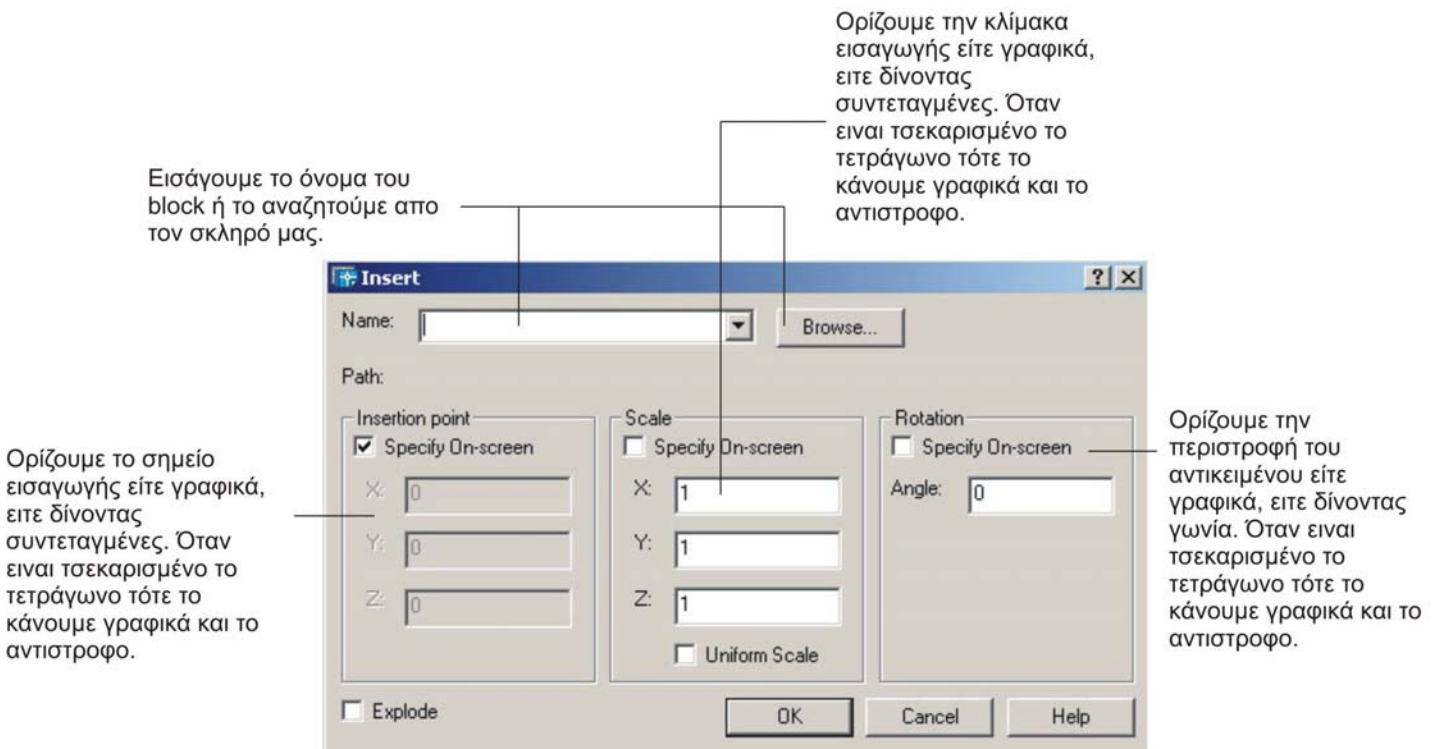 Ορίζουμε την κλίμακα
εισαγωγής είτε γραφικά,
ειτε δίνοντας
συντεταγμένες. Όταν
ειναι τσεκαρισμένο το
τετράγωνο τότε το
κάνουμε γραφικά και το
αντιστροφο.
Εισάγουμε το όνομα του
block ή το αναζητούμε απο
τον σκληρό μας.
Insert
Name:
Browse...
Path:
Insertion point
Specify On-screen
X: 0
Y: 0
Z: 0
Scale
Specify On-screen
X: 1
Y: 1
Z: 1
Uniform Scale
Rotation
Specify On-screen
Angle: 0
Explode
OK
Cancel
Help
Ορίζουμε το σημείο
εισαγωγής είτε γραφικά,
ειτε δίνοντας
συντεταγμένες. Όταν
ειναι τσεκαρισμένο το
τετράγωνο τότε το
κάνουμε γραφικά και το
αντιστροφο.
Ορίζουμε την
περιστροφή του
αντικειμένου είτε
γραφικά, ειτε δίνοντας
γωνία. Όταν ειναι
τσεκαρισμένο το
τετράγωνο τότε το
κάνουμε γραφικά και το
αντιστροφο.